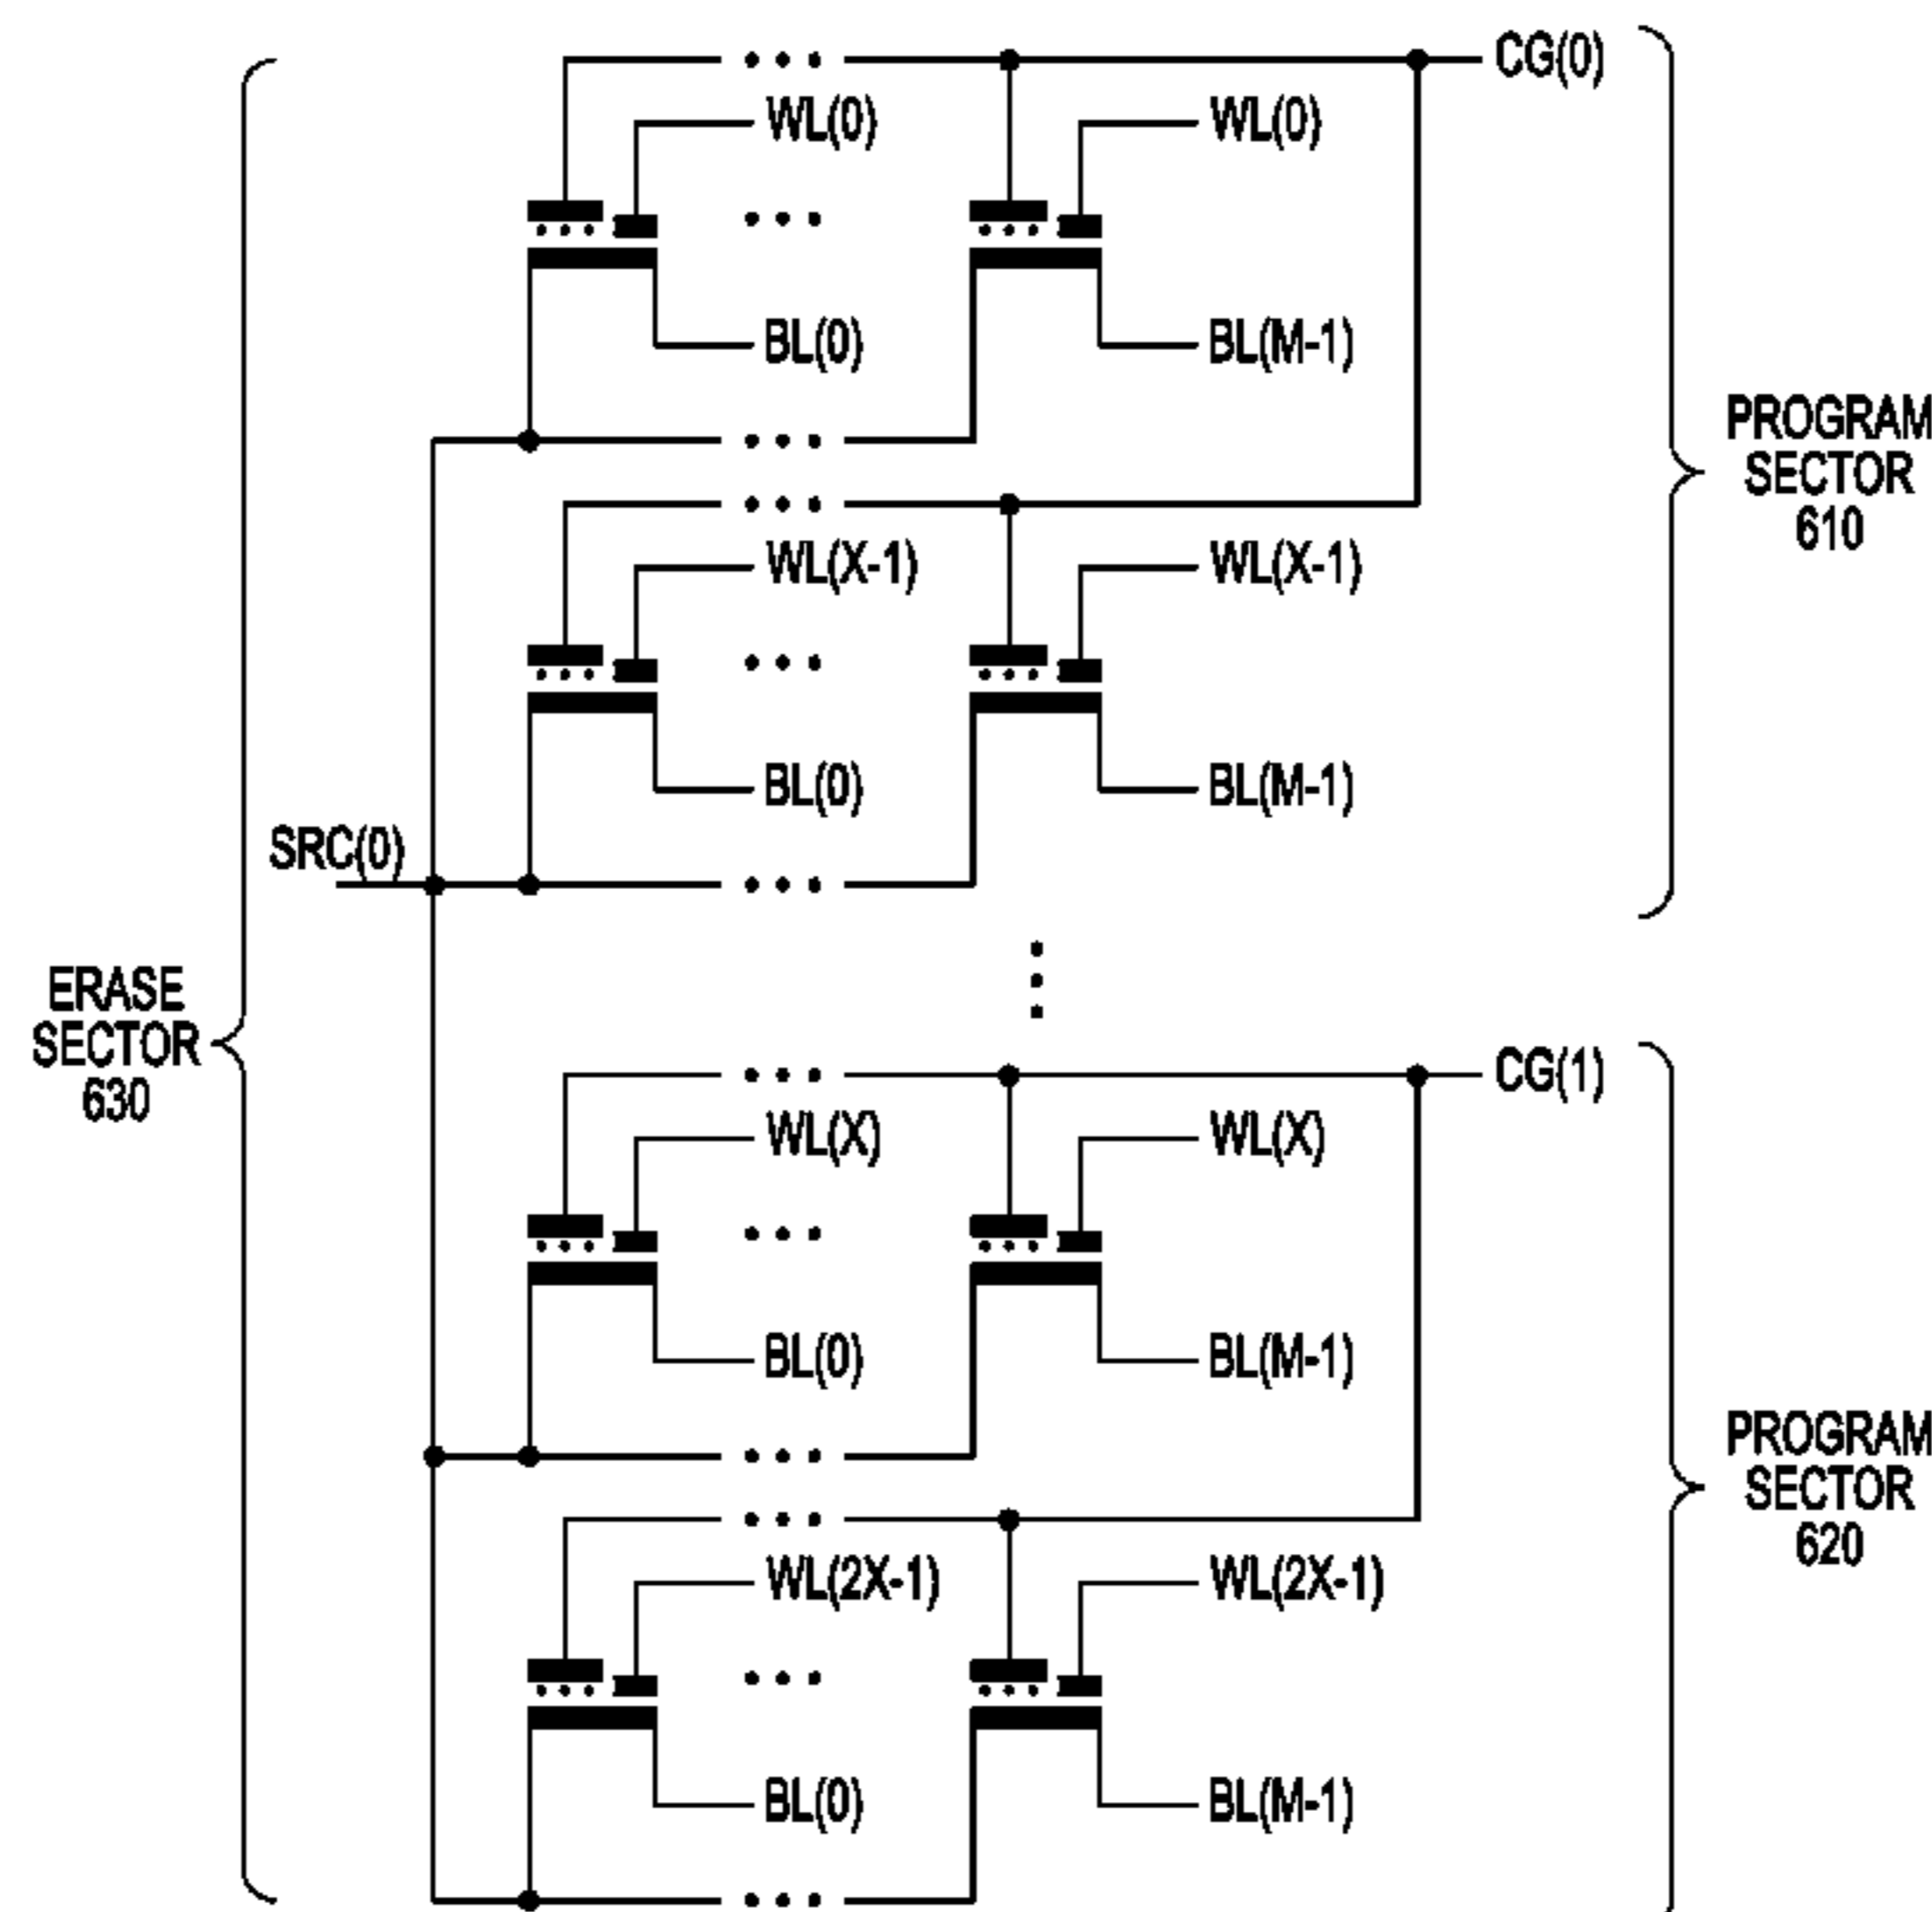 CG(0)
WL(0) WL(0)
BL(0) BL(M-1)
PROGRAM
SECTOR
610
WL(X-1) WL(X-1)
BL(0) BL(M-1)
SRC(0)
ERASE
SECTOR
630
CG(1)
WL(X) WL(X)
BL(0) BL(M-1)
PROGRAM
SECTOR
620
WL(2X-1) WL(2X-1)
BL(0) BL(M-1)